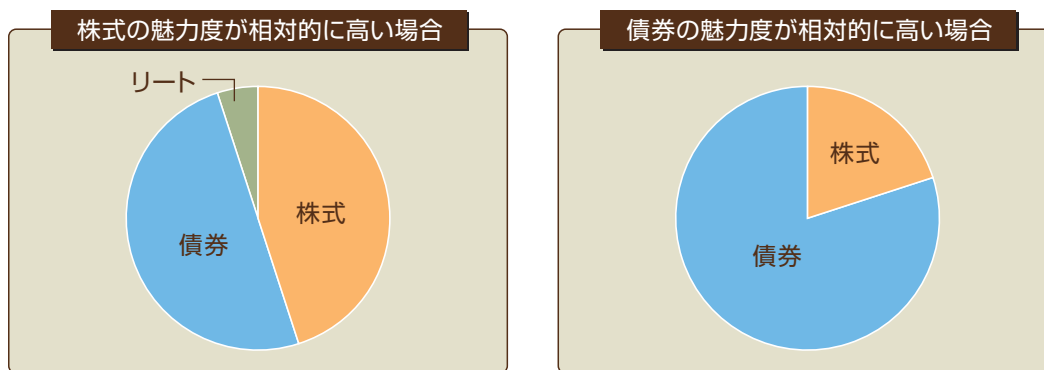 株式の魅力度が相対的に高い場合
リート
株式
債券
債券の魅力度が相対的に高い場合
株式
債券